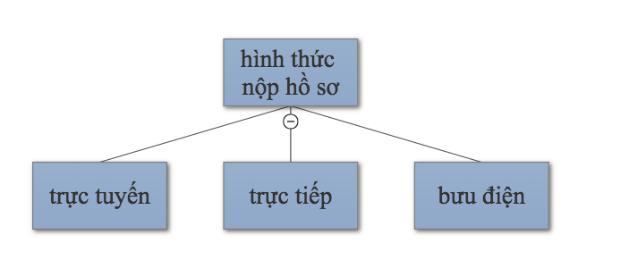 hình thức
nộp hồ sơ
trực tuyến
trực tiếp
bưu điện